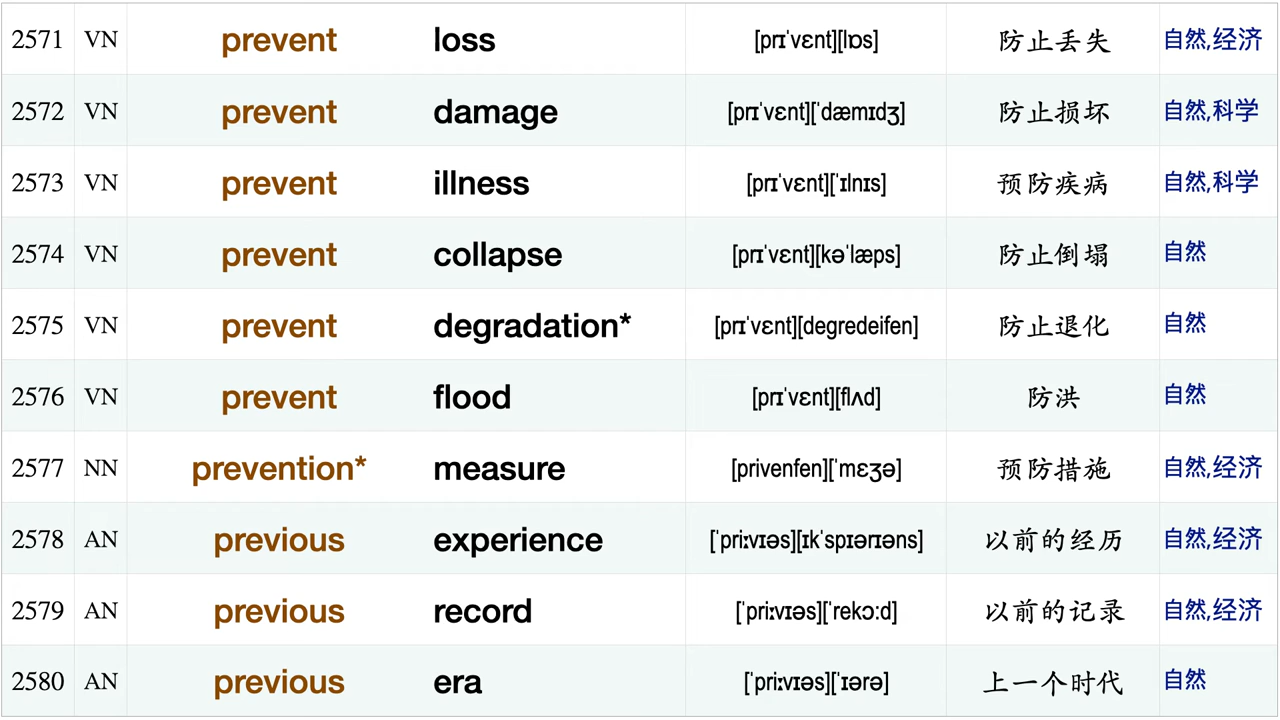 2571 VN prevent loss [prɪˈvɛnt][lɒs] 防止丢失 自然,经济
2572 VN prevent damage [prɪˈvɛnt][ˈdæmɪdʒ] 防止损坏 自然,科学
2573 VN prevent illness [prɪˈvɛnt][ˈɪlnɪs] 预防疾病 自然,科学
2574 VN prevent collapse [prɪˈvɛnt][kəˈlæps] 防止倒塌 自然
2575 VN prevent degradation* [prɪˈvɛnt][degredeifen] 防止退化 自然
2576 VN prevent flood [prɪˈvɛnt][flʌd] 防洪 自然
2577 NN prevention* measure [privenfen][ˈmɛʒə] 预防措施 自然,经济
2578 AN previous experience [ˈpriːvɪəs][ɪkˈspɪərɪəns] 以前的经历 自然,经济
2579 AN previous record [ˈpriːvɪəs][ˈrekɔːd] 以前的记录 自然,经济
2580 AN previous era [ˈpriːvɪəs][ˈɪərə] 上一个时代 自然